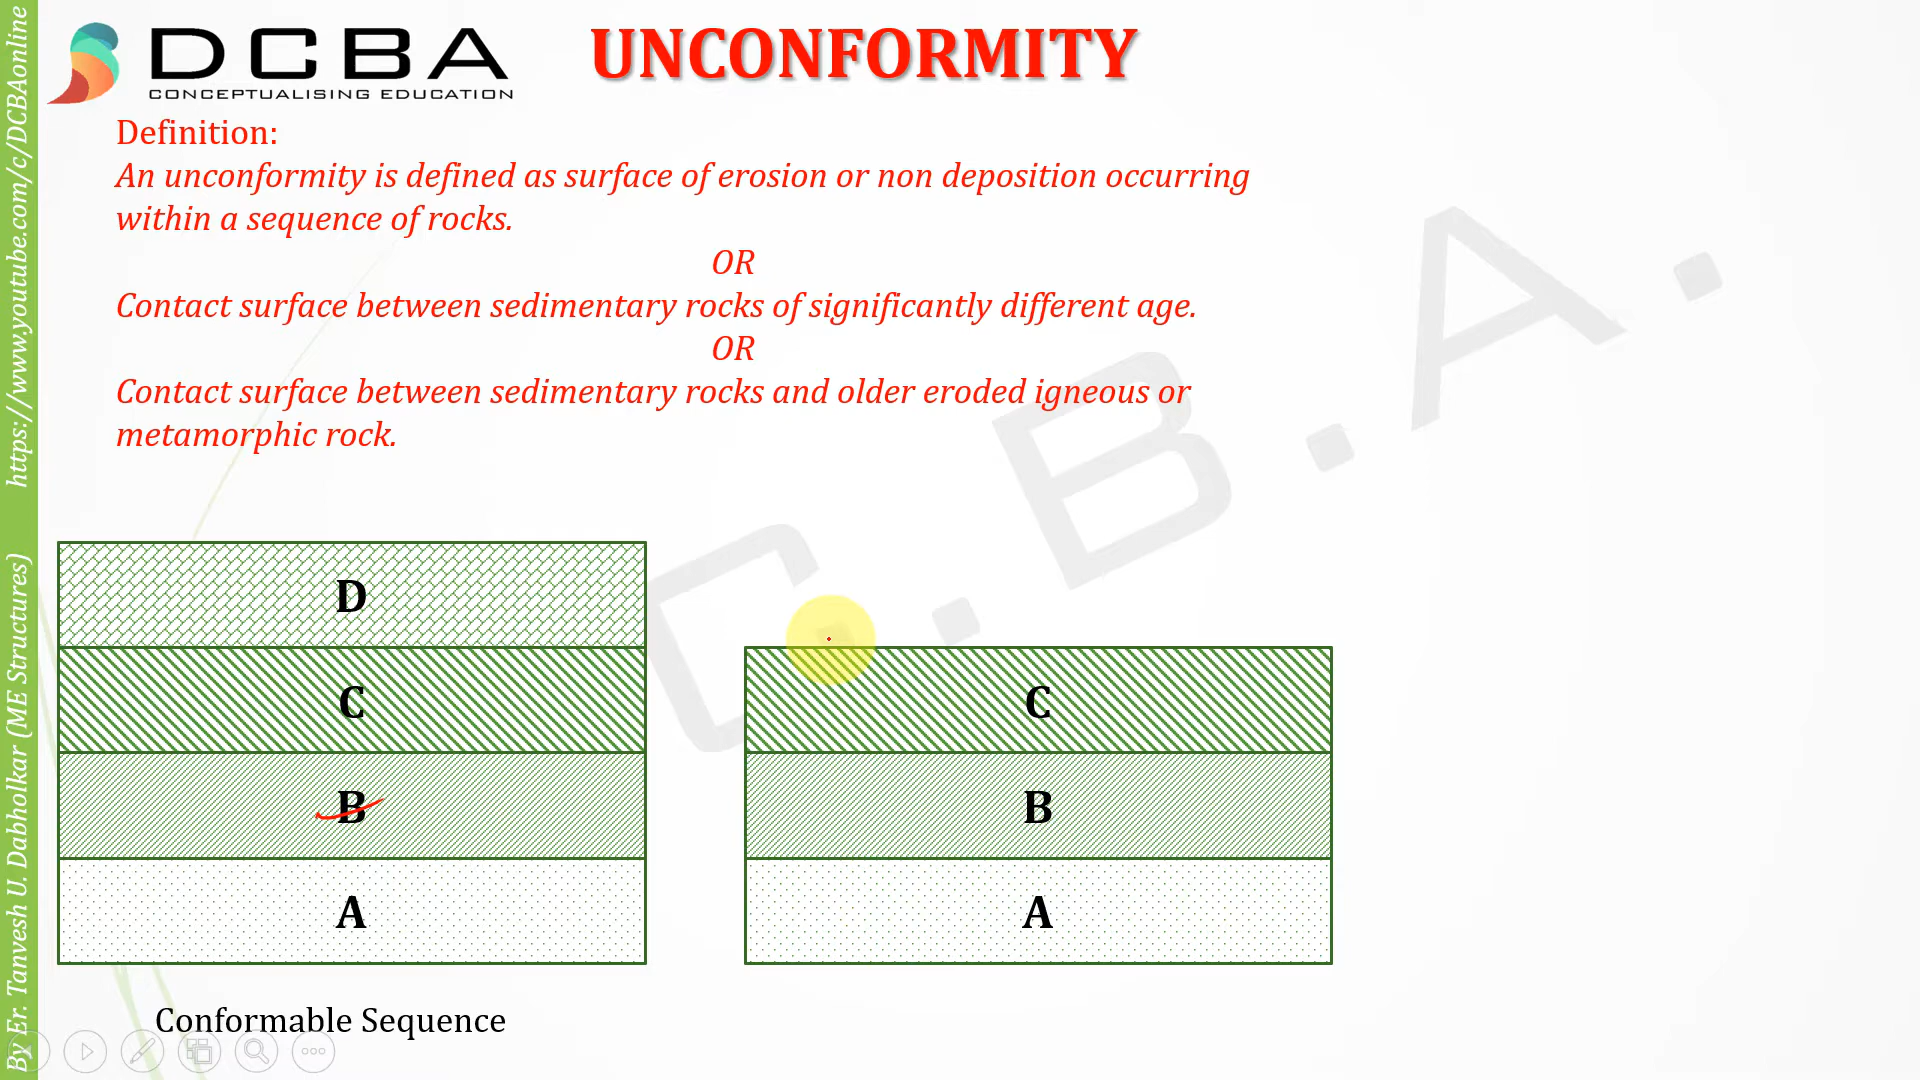 DCBA
CONCEPTUALISING EDUCATION
UNCONFORMITY
Definition:
An unconformity is defined as surface of erosion or non deposition occurring
within a sequence of rocks.
OR
Contact surface between sedimentary rocks of significantly different age.
OR
Contact surface between sedimentary rocks and older eroded igneous or
metamorphic rock.
D
C
B
A
C
B
A
Conformable Sequence
By Er. Tanvesh U. Dabholkar (ME Structures) https://www.youtube.com/c/DCBAonline
C.B.A.